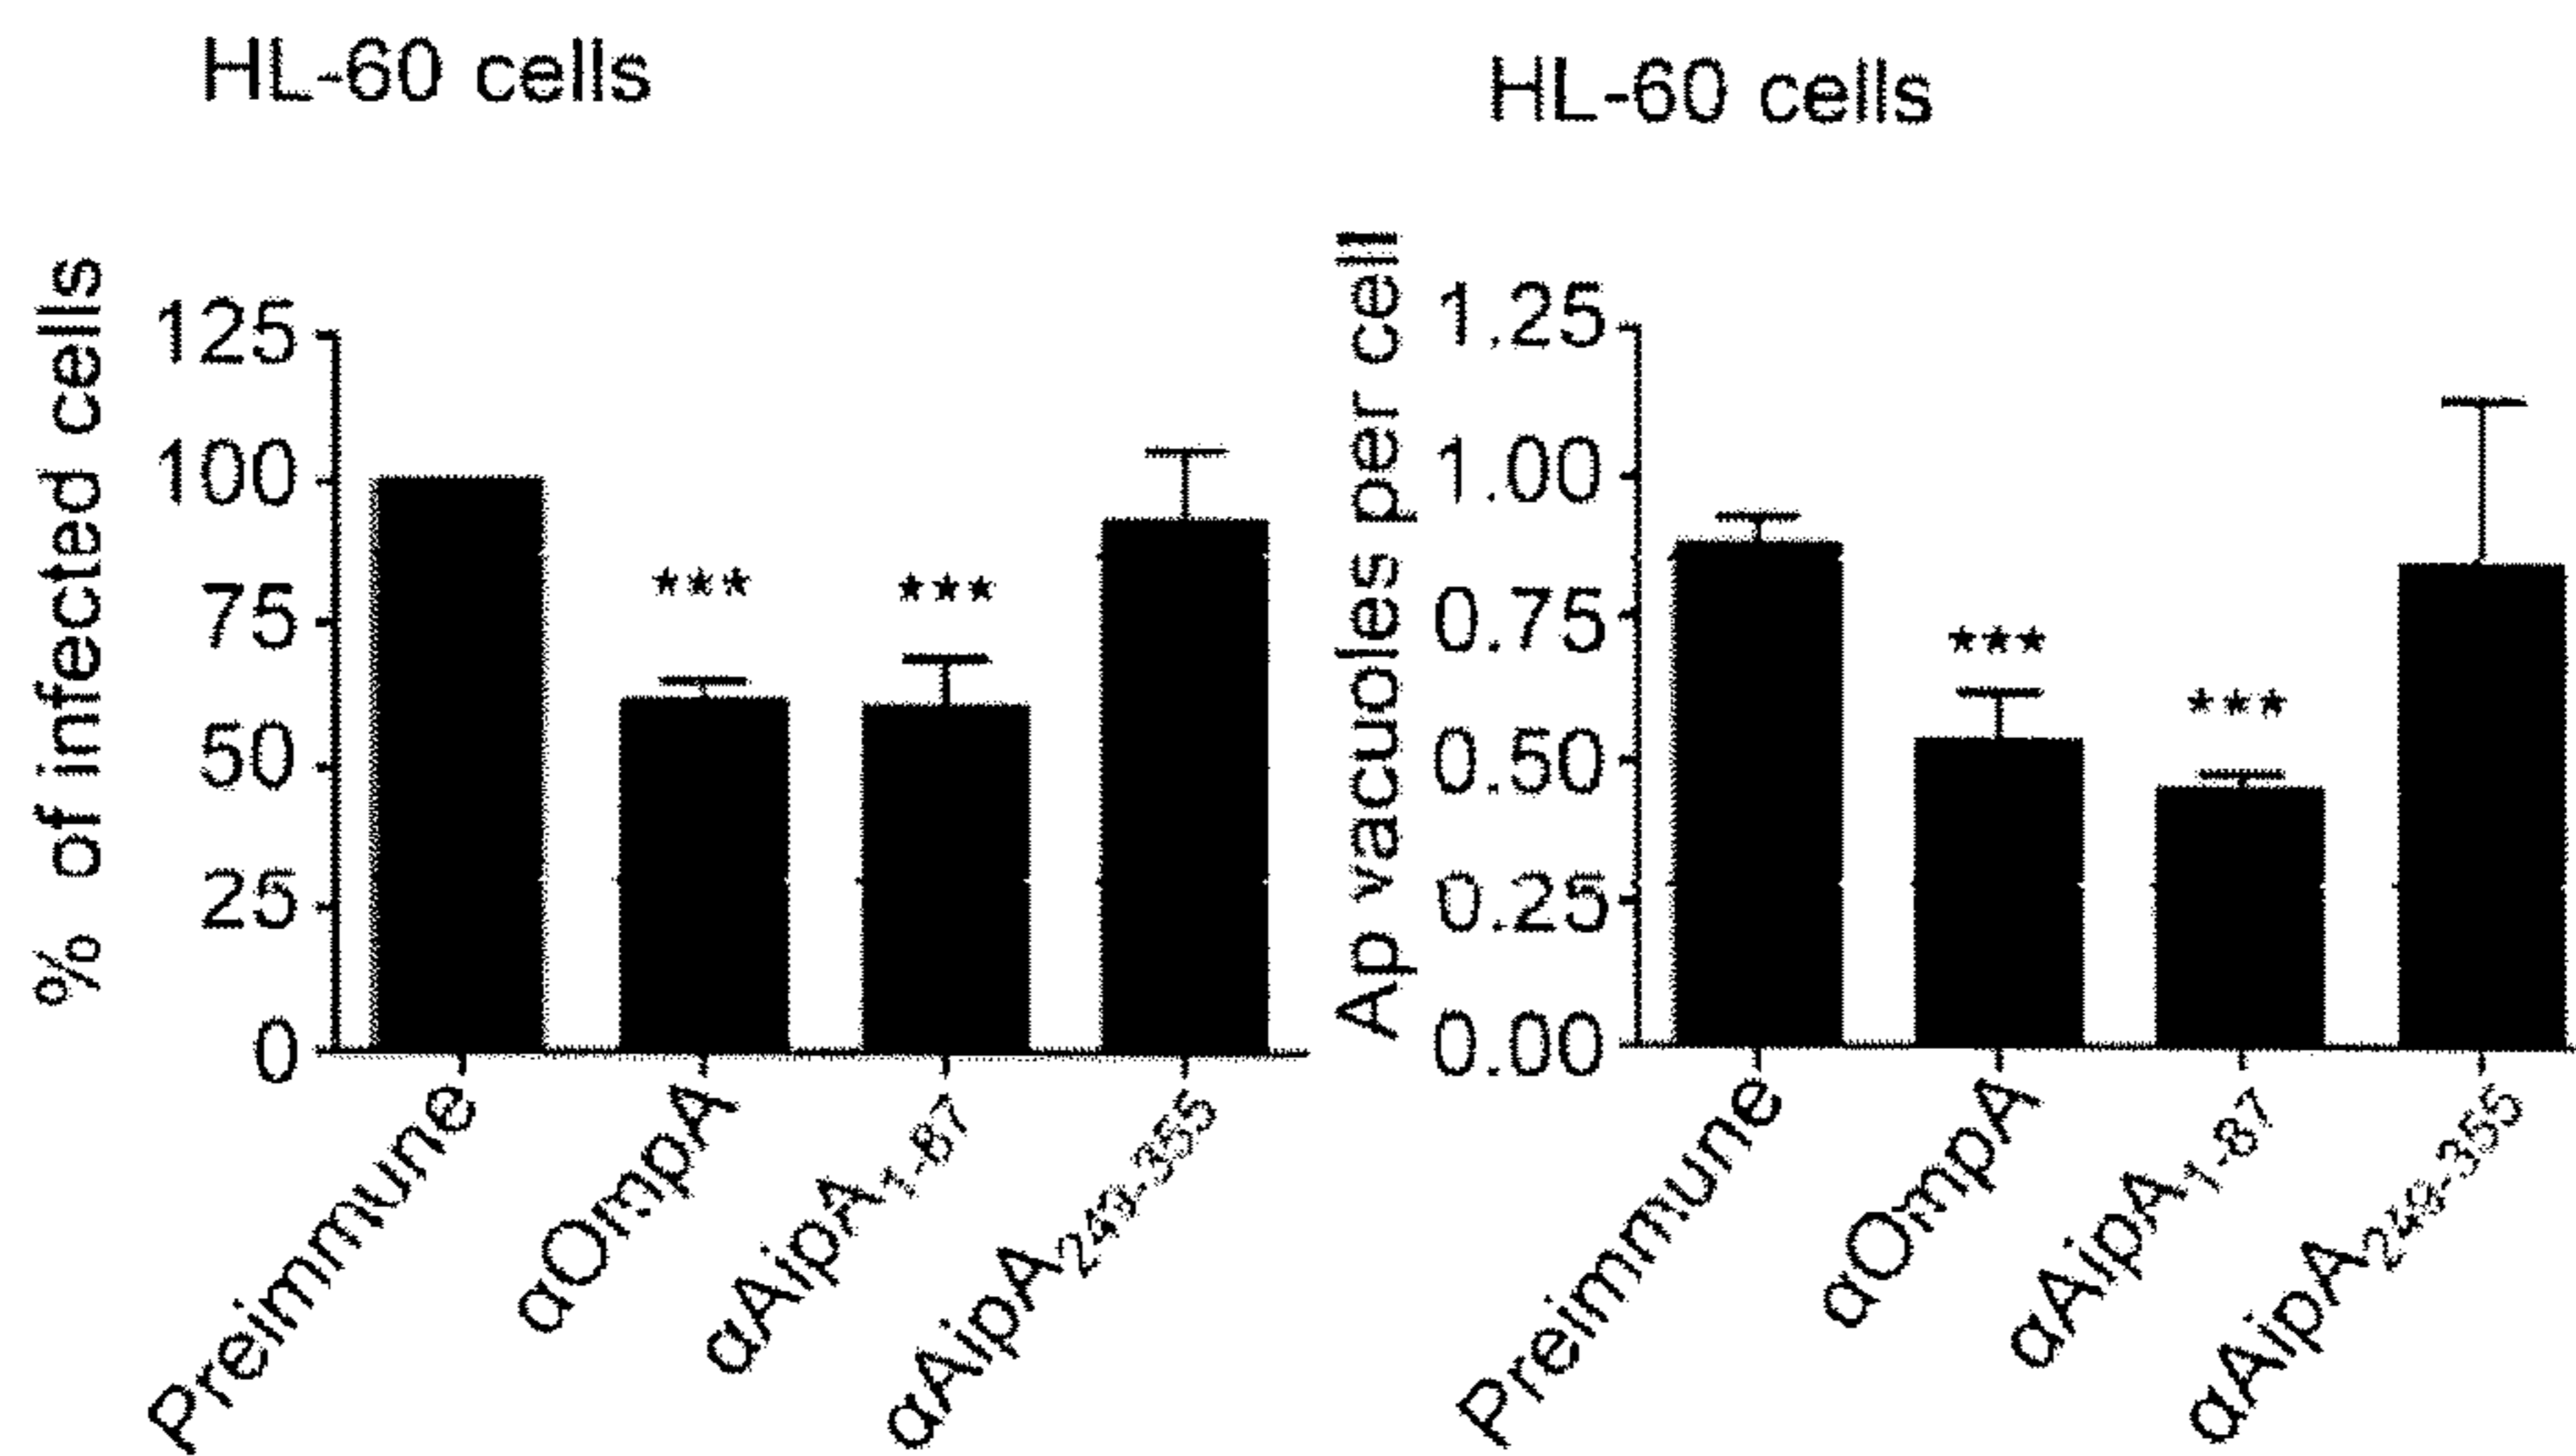 HL-60 cells
% of infected cells
125
100
75
50
25
0
Preimmune
αOmpA
αAipA1-87
αAipA249-355
HL-60 cells
Ap vacuoles per cell
1.25
1.00
0.75
0.50
0.25
0.00
***
***
Preimmune
αOmpA
αAipA1-87
αAipA249-355
***
***